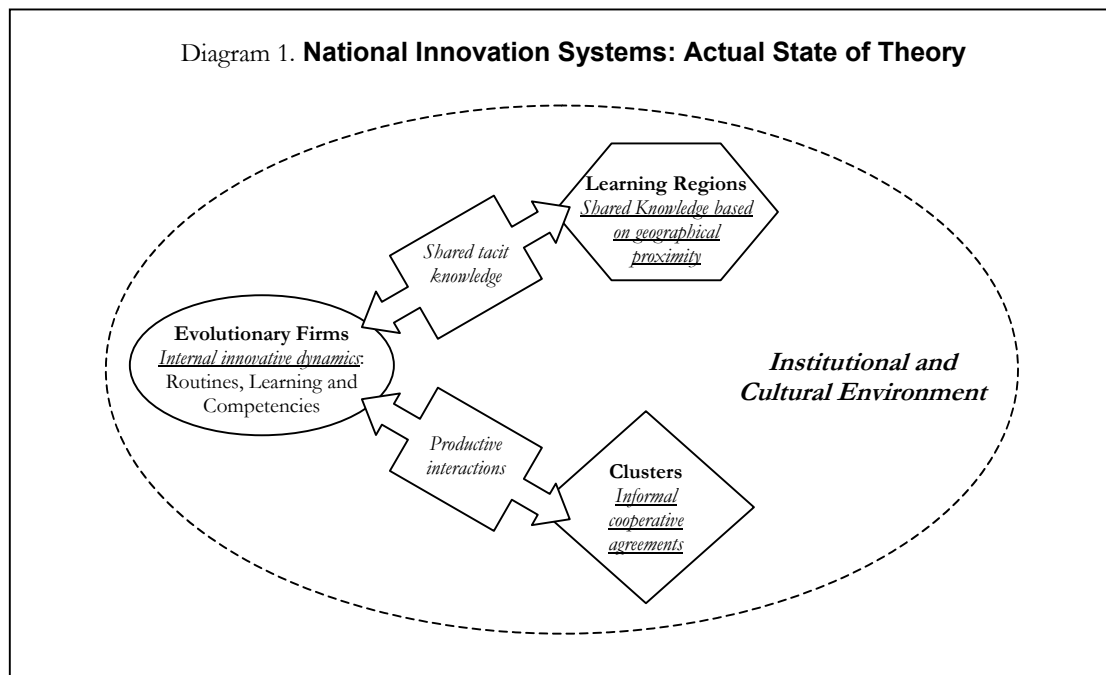 Diagram 1. National Innovation Systems: Actual State of Theory
Learning Regions
Shared Knowledge based
on geographical
proximity
Shared tacit
knowledge
Evolutionary Firms
Internal innovative dynamics:
Routines, Learning and
Competencies
Institutional and
Cultural Environment
Productive
interactions
Clusters
Informal
cooperative
agreements